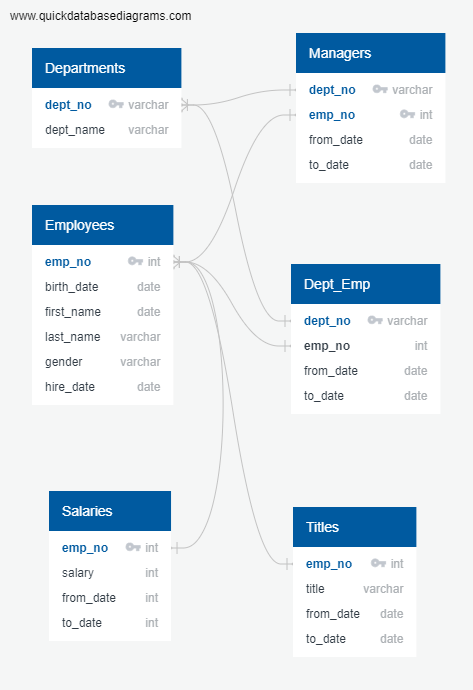 www.quickdatabasediagrams.com
Departments
dept_no varchar
dept_name varchar
Managers
dept_no varchar
emp_no int
from_date date
to_date date
Employees
emp_no int
birth_date date
first_name date
last_name varchar
gender varchar
hire_date date
Dept_Emp
dept_no varchar
emp_no int
from_date date
to_date date
Salaries
emp_no int
salary int
from_date int
to_date int
Titles
emp_no int
title varchar
from_date date
to_date date